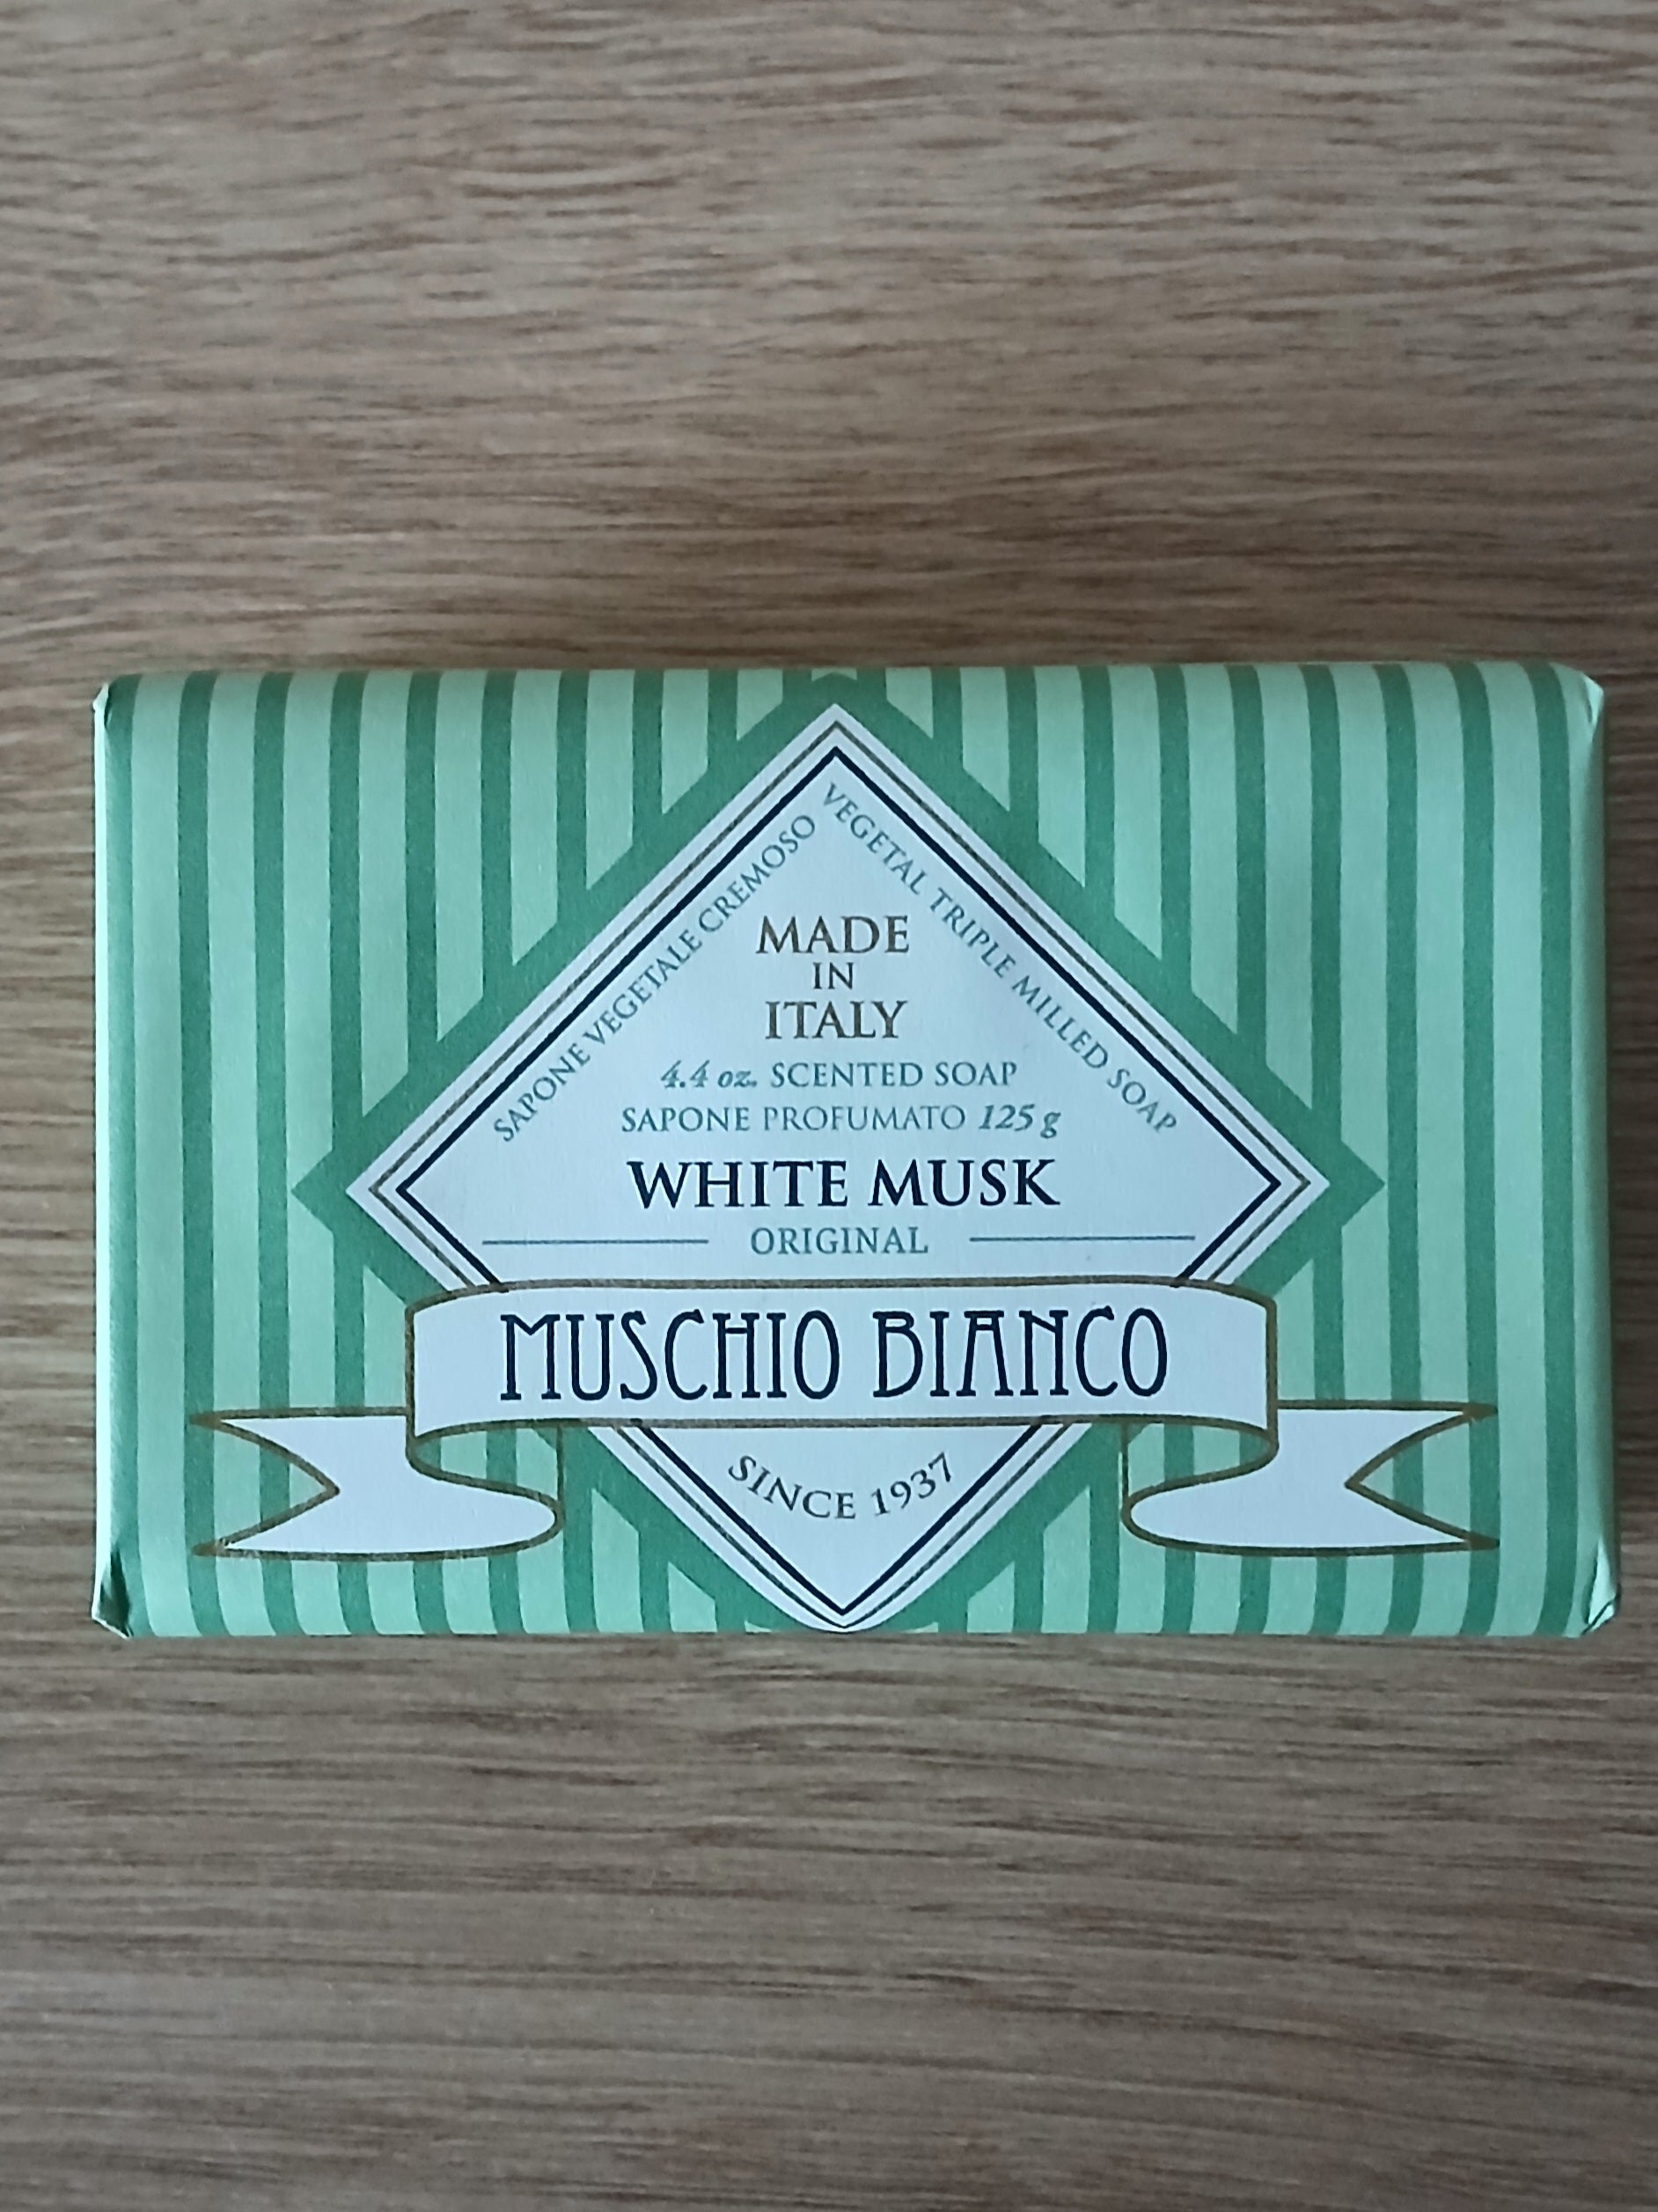 SAPONE VEGETALE CREMOSO
VEGETAL TRIPLE MILLED SOAP
MADE
IN
ITALY
4.4 oz. SCENTED SOAP
SAPONE PROFUMATO 125 g
WHITE MUSK
ORIGINAL
MUSCHIO BIANCO
SINCE 1937